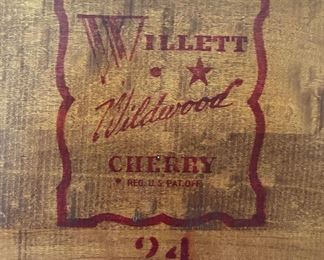 WILLETT
Wildwood
CHERRY
REG. U.S. PAT. OFF.
24